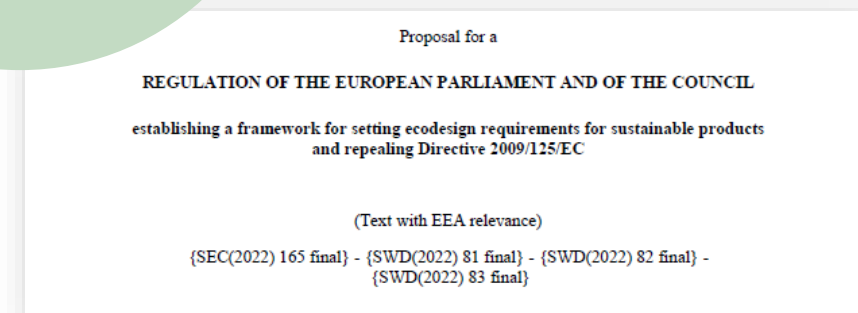 Proposal for a
REGULATION OF THE EUROPEAN PARLIAMENT AND OF THE COUNCIL
establishing a framework for setting ecodesign requirements for sustainable products
and repealing Directive 2009/125/EC
(Text with EEA relevance)
{SEC(2022) 165 final} - {SWD(2022) 81 final} - {SWD(2022) 82 final} -
{SWD(2022) 83 final}